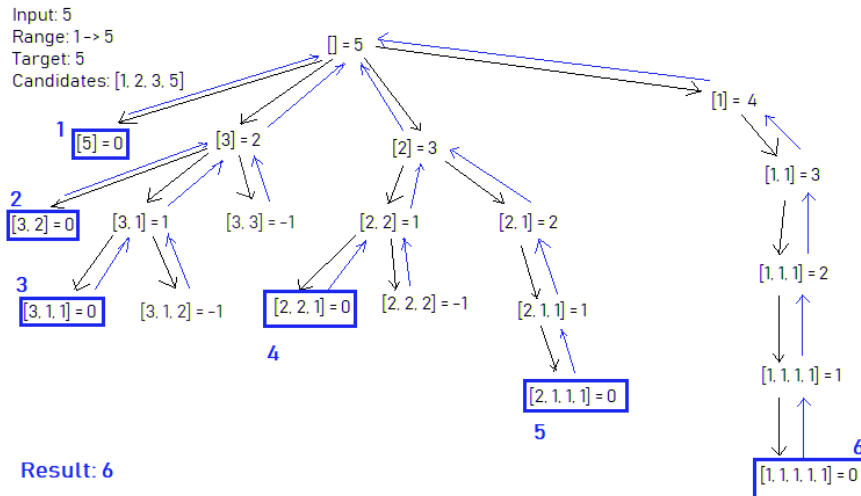 Input: 5
Range: 1 -> 5
Target: 5
Candidates: [1, 2, 3, 5]
[] = 5
[1] = 4
1
[5] = 0
[3] = 2
[2] = 3
[1, 1] = 3
2
[3, 2] = 0
[3, 1] = 1
[3, 3] = -1
[2, 2] = 1
[2, 1] = 2
[1, 1, 1] = 2
3
[3, 1, 1] = 0
[3, 1, 2] = -1
[2, 2, 1] = 0
[2, 2, 2] = -1
[2, 1, 1] = 1
4
[1, 1, 1, 1] = 1
[2, 1, 1, 1] = 0
5
6
Result: 6
[1, 1, 1, 1, 1] = 0